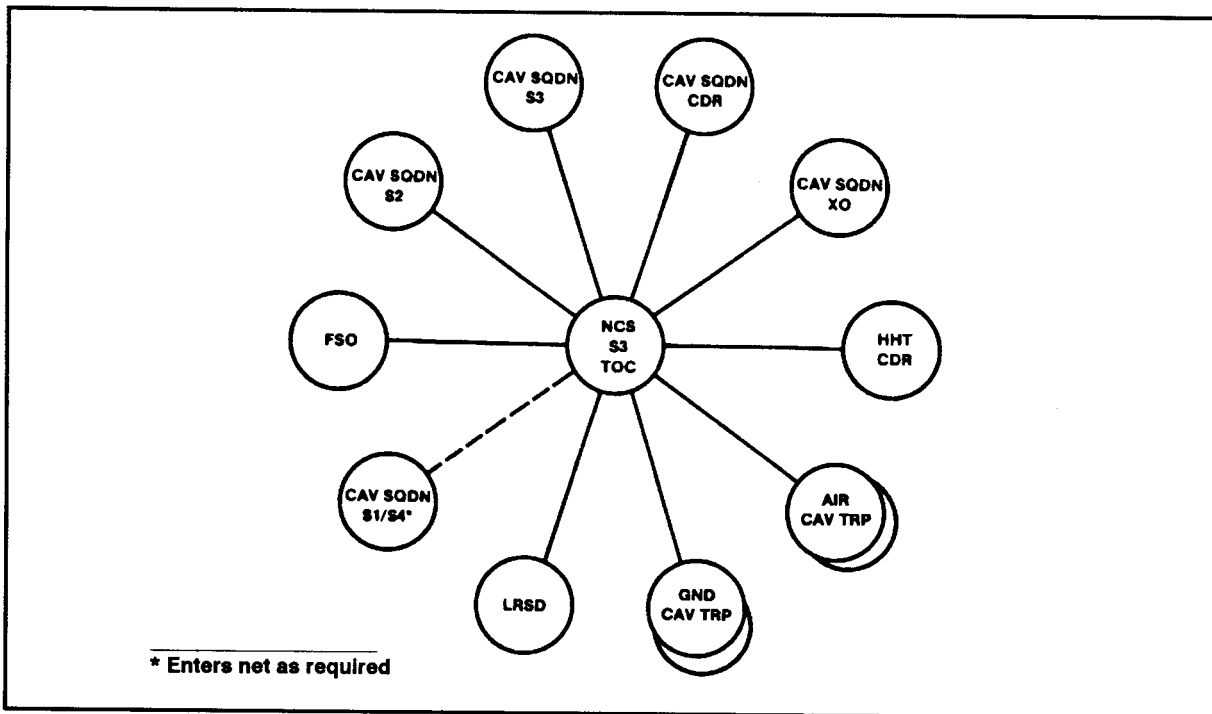 CAV SQDN
S3
CAV SQDN
CDR
CAV SQDN
S2
CAV SQDN
XO
FSO
NCS
S3
TOC
HHT
CDR
CAV SQDN
S1/S4*
AIR
CAV TRP
LRSD
GND
CAV TRP
* Enters net as required